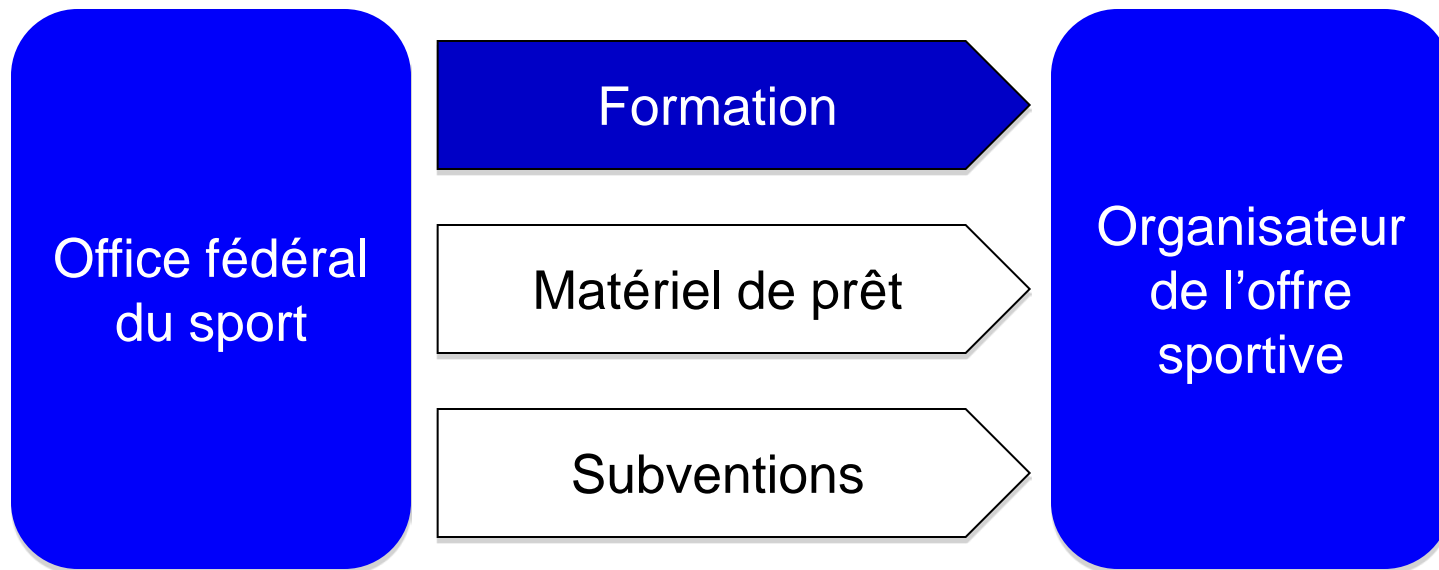 Office fédéral
du sport
Formation
Matériel de prêt
Subventions
Organisateur
de l’offre
sportive